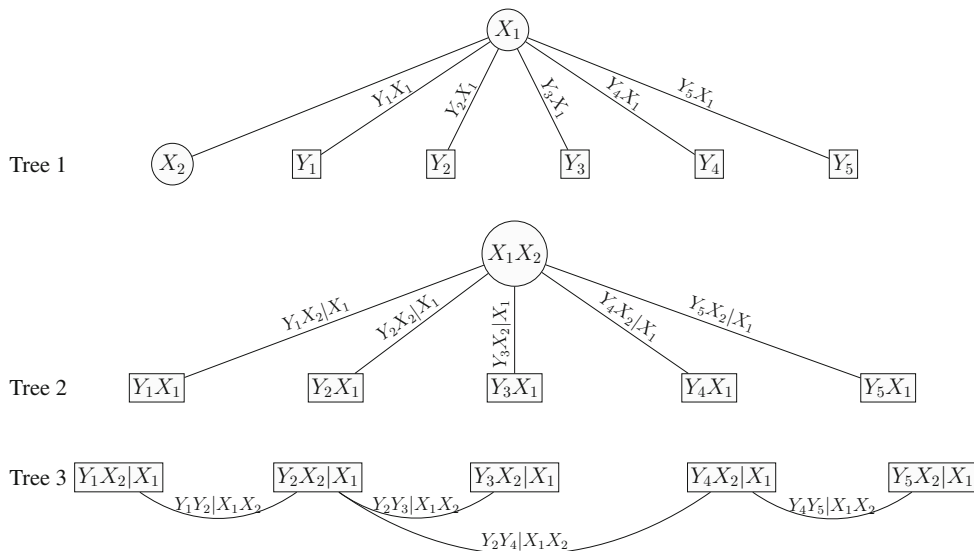 X₁
Y₁X₁
Y₂X₁
Y₃X₁
Y₄X₁
Y₅X₁
Tree 1
X₂
Y₁
Y₂
Y₃
Y₄
Y₅
X₁X₂
Y₁X₂|X₁
Y₂X₂|X₁
Y₃X₂|X₁
Y₄X₂|X₁
Y₅X₂|X₁
Tree 2
Y₁X₁
Y₂X₁
Y₃X₁
Y₄X₁
Y₅X₁
Tree 3
Y₁X₂|X₁
Y₂X₂|X₁
Y₃X₂|X₁
Y₄X₂|X₁
Y₅X₂|X₁
Y₁Y₂|X₁X₂
Y₂Y₃|X₁X₂
Y₄Y₅|X₁X₂
Y₂Y₄|X₁X₂